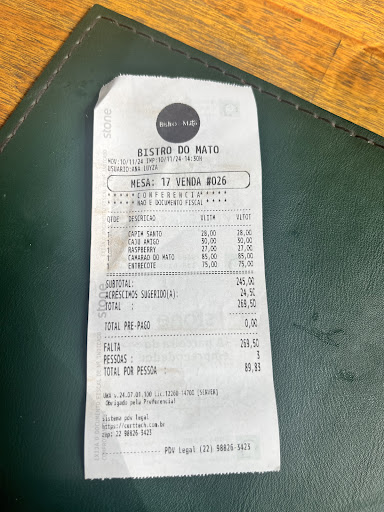 Bistro do Mato
BISTRO DO MATO
MOV:10/11/24 IMP:10/11/24-14:30H
USUARIO:ANA LUYZA
MESA: 17 VENDA #026
* * * * * C O N F E R E N C I A * * * * *
* * * * * NAO E DOCUMENTO FISCAL * * * *
QTDE DESCRICAO VLITM VLTOT
1 CAPIM SANTO 28,00 28,00
1 CAJU AMIGO 30,00 30,00
1 RASPBERRY 27,00 27,00
1 CAMARAO DO MATO 85,00 85,00
1 ENTRECOTE 75,00 75,00
SUBTOTAL: 245,00
ACRÉSCIMOS SUGERIDO(A): 24,50
TOTAL : 269,50
TOTAL PRE-PAGO 0,00
FALTA 269,50
PESSOAS : 3
TOTAL POR PESSOA : 89,83
Obrigado pela Preferencia!
Sistema pdv legal
PDV Legal (22) 98826-3423
stone
stone